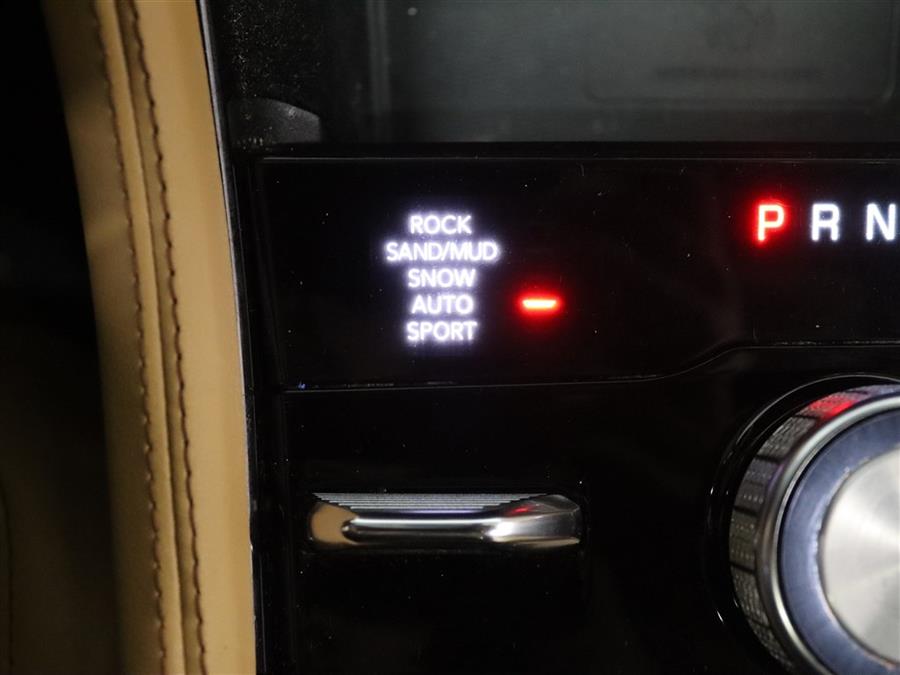 ROCK
SAND/MUD
SNOW
AUTO
SPORT
P R N